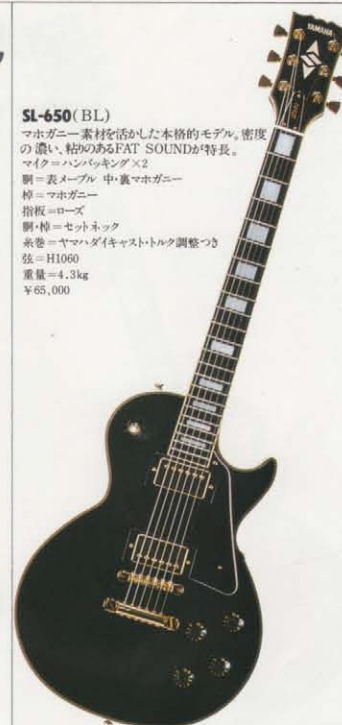 SL-650(BL)
マホガニー素材を活かした本格的モデル。密度
の濃い、粘りのあるFAT SOUNDが特長。
マイク=ハンバッキング×2
胴=表メープル 中・裏マホガニー
棹=マホガニー
指板=ローズ
胴・棹=セットネック
糸巻=ヤマハダイキャスト・トルク調整つき
弦=H1060
重量=4.3kg
¥65,000
YAMAHA